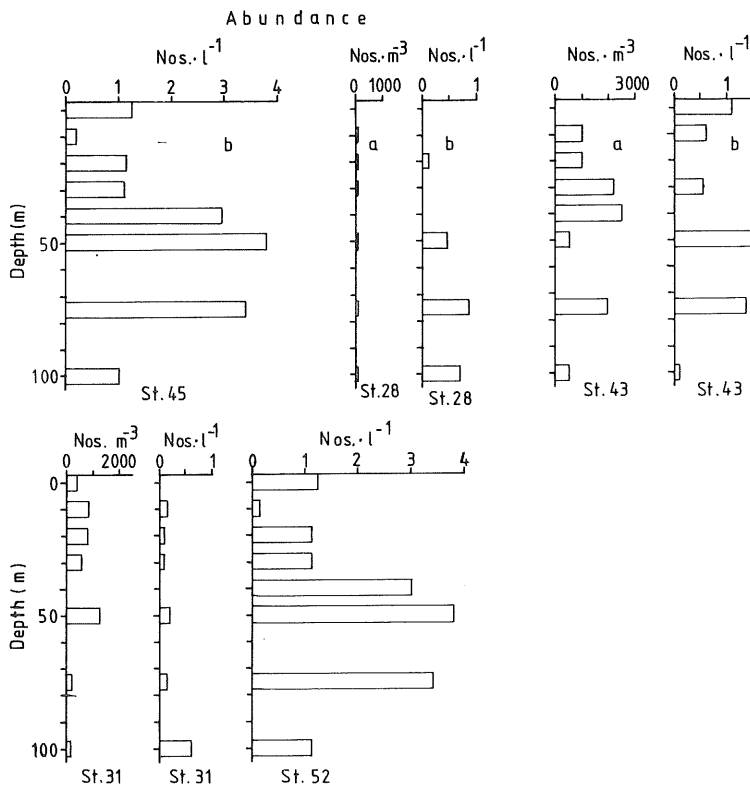 Abundance
Nos.·l⁻¹ Nos.·m⁻³ Nos.·l⁻¹ Nos.·m⁻³ Nos.·l⁻¹
0 1 2 3 4 0 1000 0 1 0 3000 0 1
b a b a b
Depth(m)
50
100
St.45 St.28 St.28 St.43 St.43
Nos. m⁻³ Nos.·l⁻¹ Nos.·l⁻¹
0 2000 0 1 0 1 2 3 4
0
Depth(m)
50
100
St.31 St.31 St.52